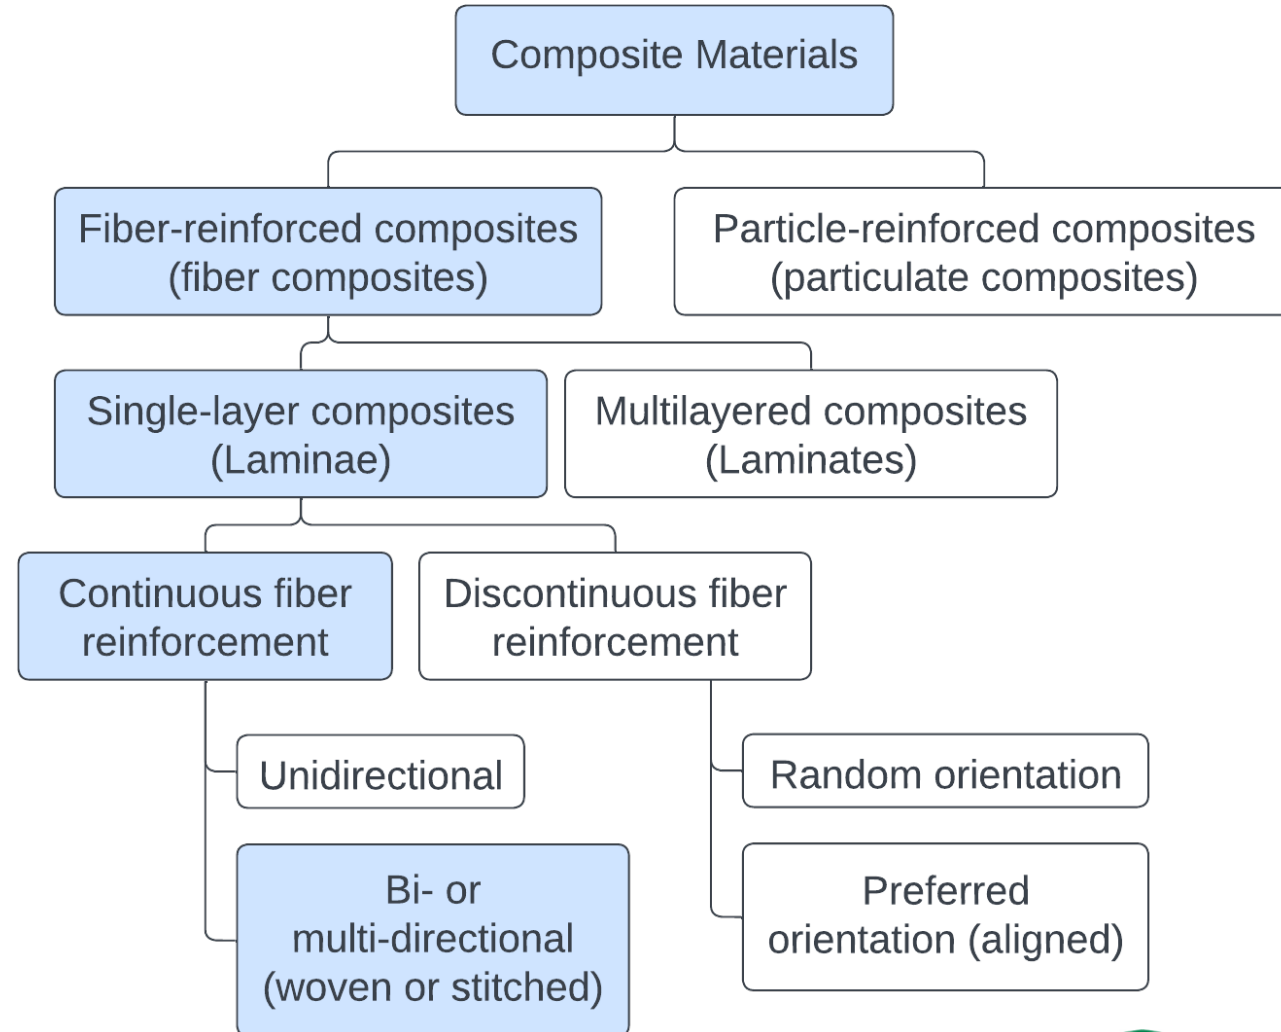 Composite Materials
Fiber-reinforced composites
(fiber composites)
Particle-reinforced composites
(particulate composites)
Single-layer composites
(Laminae)
Multilayered composites
(Laminates)
Continuous fiber
reinforcement
Discontinuous fiber
reinforcement
Unidirectional
Random orientation
Bi- or
multi-directional
(woven or stitched)
Preferred
orientation (aligned)